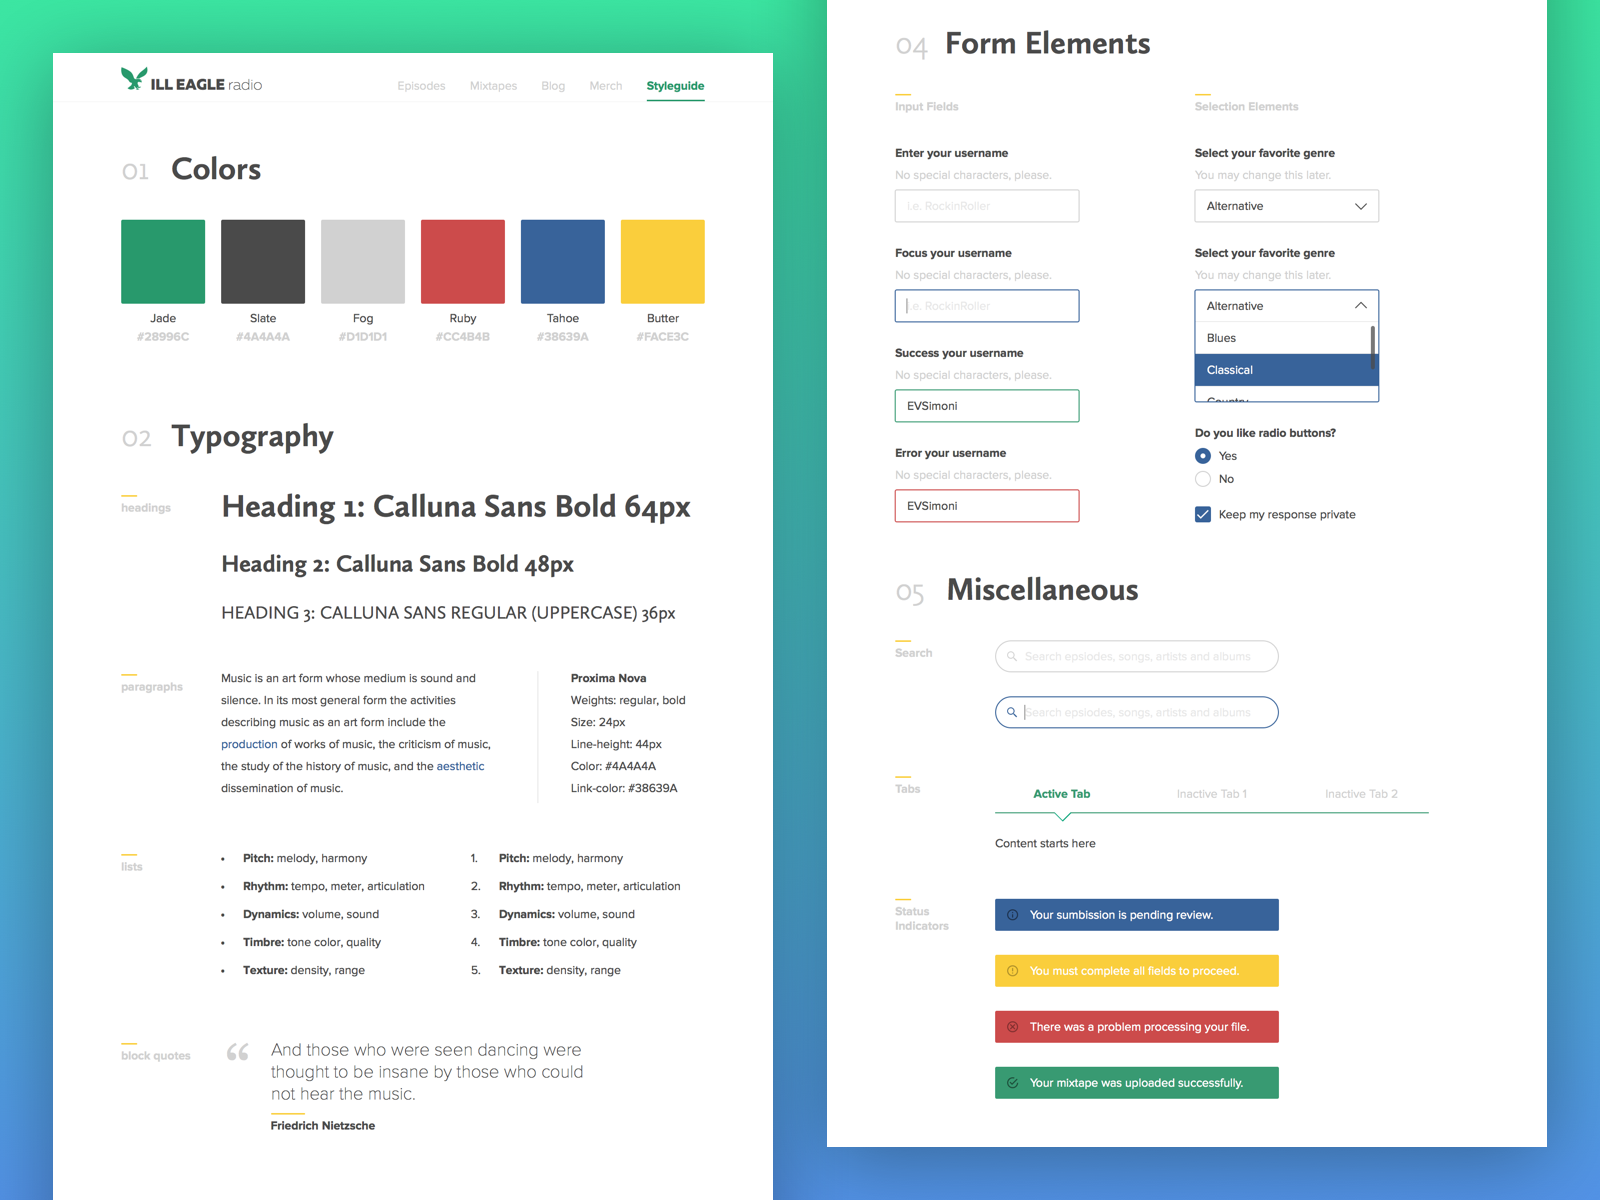 ILL EAGLE radio
Episodes Mixtapes Blog Merch Styleguide
01 Colors
Jade Slate Fog Ruby Tahoe Butter
#28996C #4A4A4A #D1D1D1 #CC4B4B #38639A #FACE3C
02 Typography
headings
Heading 1: Calluna Sans Bold 64px
Heading 2: Calluna Sans Bold 48px
HEADING 3: CALLUNA SANS REGULAR (UPPERCASE) 36px
paragraphs
Music is an art form whose medium is sound and
silence. In its most general form the activities
describing music as an art form include the
production of works of music, the criticism of music,
the study of the history of music, and the aesthetic
dissemination of music.
Proxima Nova
Weights: regular, bold
Size: 24px
Line-height: 44px
Color: #4A4A4A
Link-color: #38639A
lists
• Pitch: melody, harmony
• Rhythm: tempo, meter, articulation
• Dynamics: volume, sound
• Timbre: tone color, quality
• Texture: density, range
1. Pitch: melody, harmony
2. Rhythm: tempo, meter, articulation
3. Dynamics: volume, sound
4. Timbre: tone color, quality
5. Texture: density, range
block quotes
“ And those who were seen dancing were
thought to be insane by those who could
not hear the music.
Friedrich Nietzsche
04 Form Elements
Input Fields
Enter your username
No special characters, please.
i.e. RockinRoller
Focus your username
No special characters, please.
i.e. RockinRoller
Success your username
No special characters, please.
EVSimoni
Error your username
No special characters, please.
EVSimoni
Selection Elements
Select your favorite genre
You may change this later.
Alternative
Select your favorite genre
You may change this later.
Alternative
Blues
Classical
Country
Do you like radio buttons?
Yes
No
Keep my response private
05 Miscellaneous
Search
Search epsiodes, songs, artists and albums
Search epsiodes, songs, artists and albums
Tabs
Active Tab Inactive Tab 1 Inactive Tab 2
Content starts here
Status
Indicators
Your sumbission is pending review.
You must complete all fields to proceed.
There was a problem processing your file.
Your mixtape was uploaded successfully.